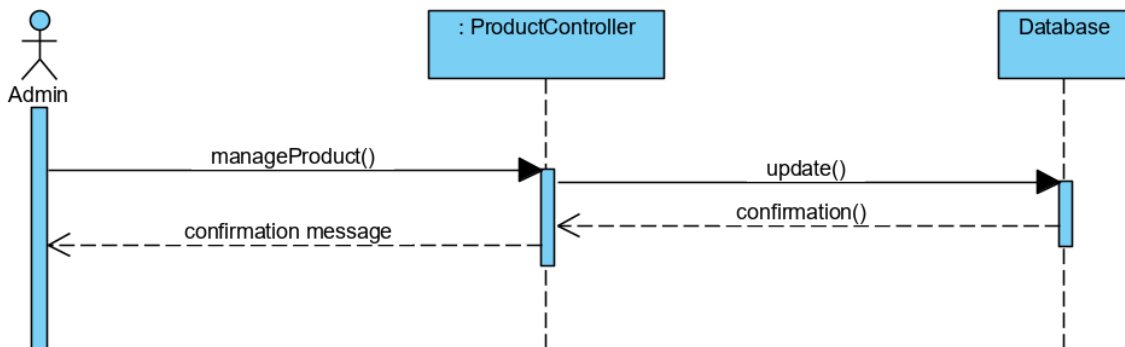 : ProductController
Database
Admin
manageProduct()
update()
confirmation()
confirmation message